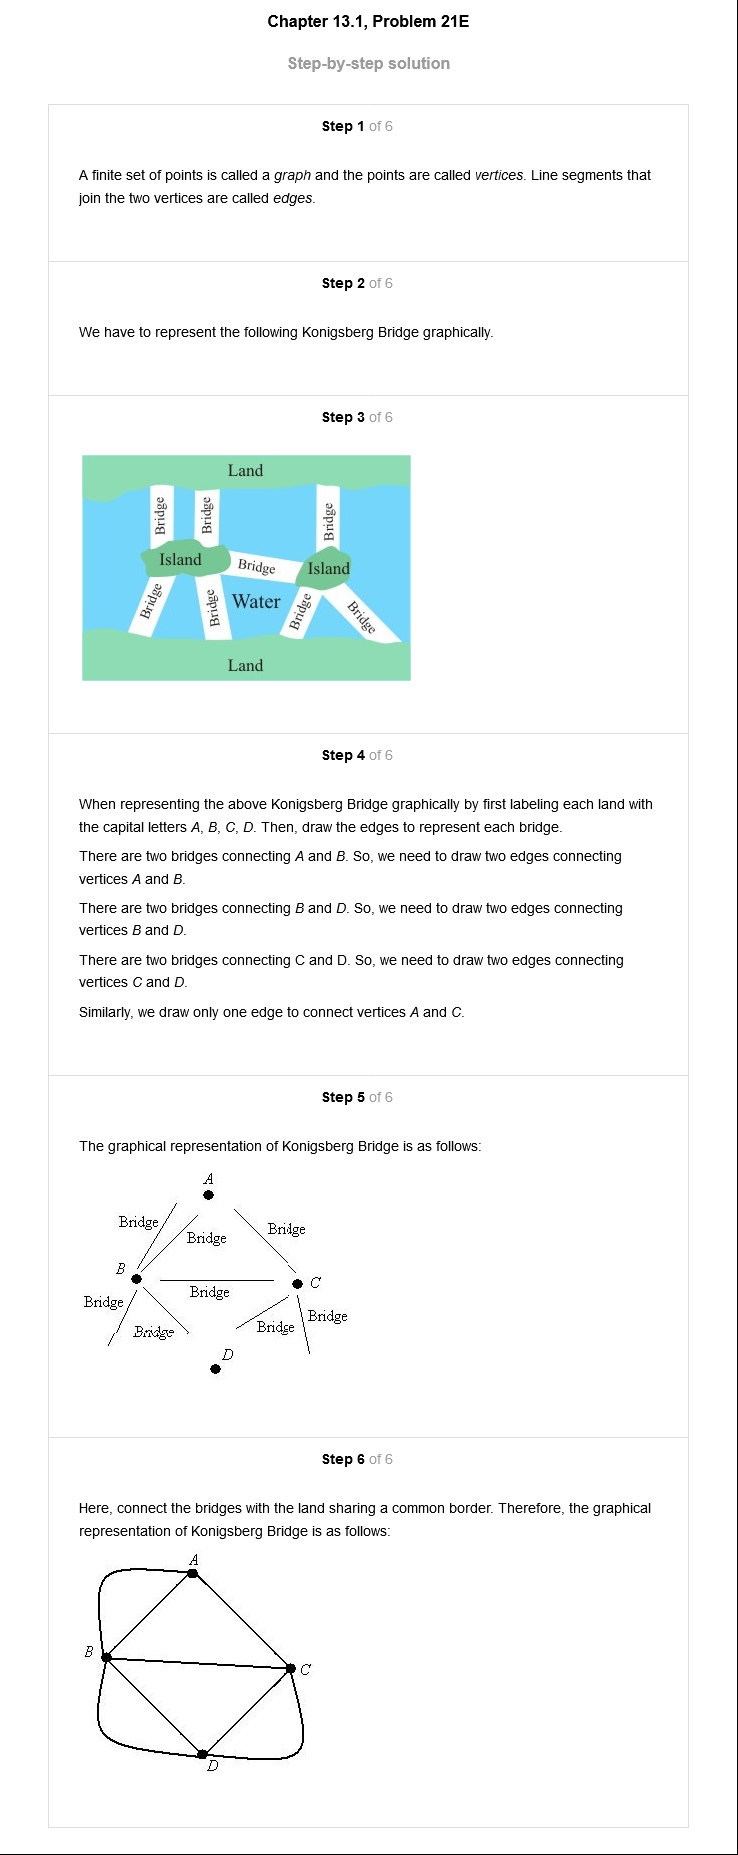 Chapter 13.1, Problem 21E
Step-by-step solution
Step 1 of 6
A finite set of points is called a graph and the points are called vertices. Line segments that
join the two vertices are called edges.
Step 2 of 6
We have to represent the following Konigsberg Bridge graphically.
Step 3 of 6
Land
Bridge
Bridge
Bridge
Island
Bridge
Island
Bridge
Bridge
Water
Bridge
Bridge
Land
Step 4 of 6
When representing the above Konigsberg Bridge graphically by first labeling each land with
the capital letters A, B, C, D. Then, draw the edges to represent each bridge.
There are two bridges connecting A and B. So, we need to draw two edges connecting
vertices A and B.
There are two bridges connecting B and D. So, we need to draw two edges connecting
vertices B and D.
There are two bridges connecting C and D. So, we need to draw two edges connecting
vertices C and D.
Similarly, we draw only one edge to connect vertices A and C.
Step 5 of 6
The graphical representation of Konigsberg Bridge is as follows:
A
Bridge
Bridge
Bridge
B
C
Bridge
Bridge
Bridge
Bridge
Bridge
D
Step 6 of 6
Here, connect the bridges with the land sharing a common border. Therefore, the graphical
representation of Konigsberg Bridge is as follows:
A
B
C
D